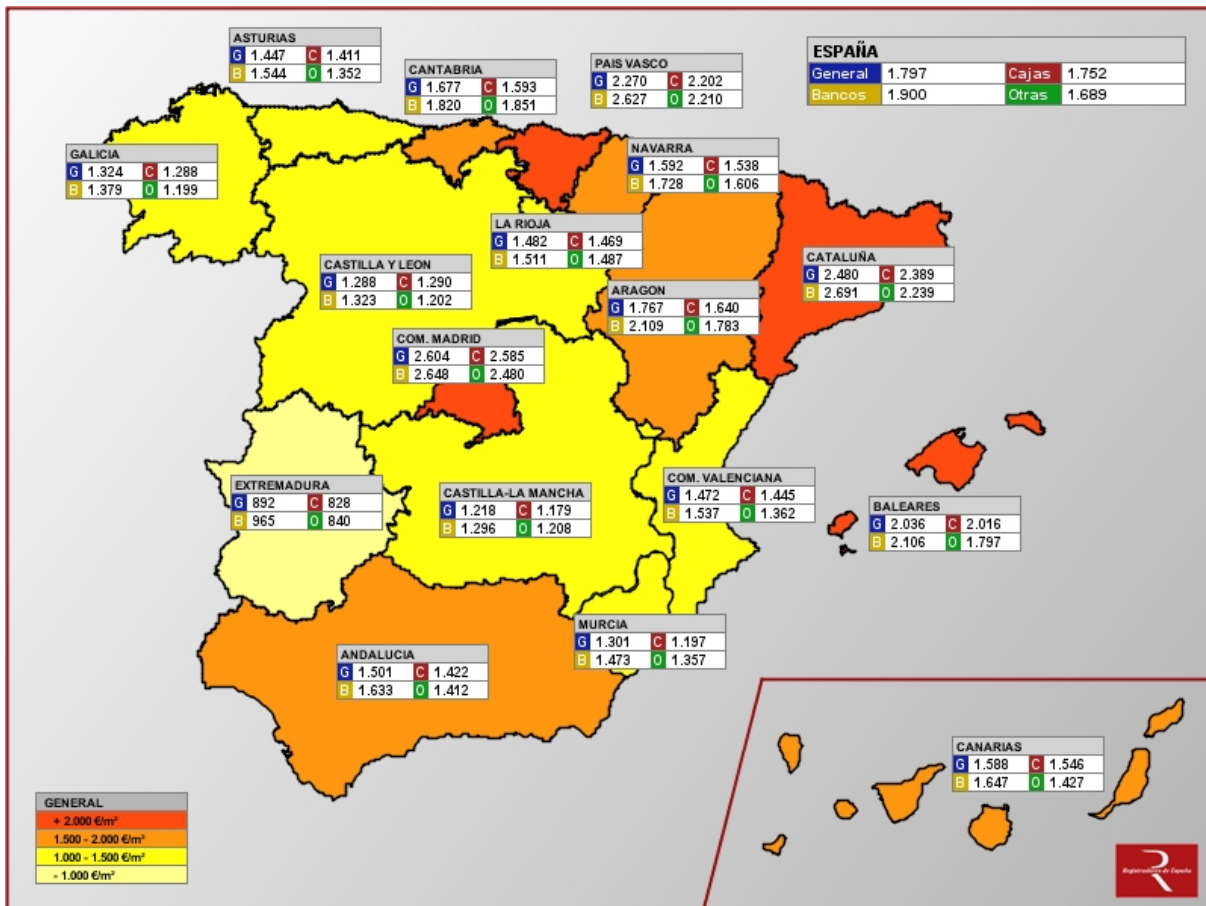 ASTURIAS
G 1.447 C 1.411
B 1.544 O 1.352
CANTABRIA
G 1.677 C 1.593
B 1.820 O 1.851
PAIS VASCO
G 2.270 C 2.202
B 2.627 O 2.210
ESPAÑA
General 1.797 Cajas 1.752
Bancos 1.900 Otras 1.689
GALICIA
G 1.324 C 1.288
B 1.379 O 1.199
NAVARRA
G 1.592 C 1.538
B 1.728 O 1.606
LA RIOJA
G 1.482 C 1.469
B 1.511 O 1.487
CASTILLA Y LEON
G 1.288 C 1.290
B 1.323 O 1.202
CATALUÑA
G 2.480 C 2.389
B 2.691 O 2.239
ARAGON
G 1.767 C 1.640
B 2.109 O 1.783
COM. MADRID
G 2.604 C 2.585
B 2.648 O 2.480
EXTREMADURA
G 892 C 828
B 965 O 840
CASTILLA-LA MANCHA
G 1.218 C 1.179
B 1.296 O 1.208
COM. VALENCIANA
G 1.472 C 1.445
B 1.537 O 1.362
BALEARES
G 2.036 C 2.016
B 2.106 O 1.797
MURCIA
G 1.301 C 1.197
B 1.473 O 1.357
ANDALUCIA
G 1.501 C 1.422
B 1.633 O 1.412
CANARIAS
G 1.588 C 1.546
B 1.647 O 1.427
GENERAL
+ 2.000 €/m²
1.500 - 2.000 €/m²
1.000 - 1.500 €/m²
- 1.000 €/m²
R
Registradores de España